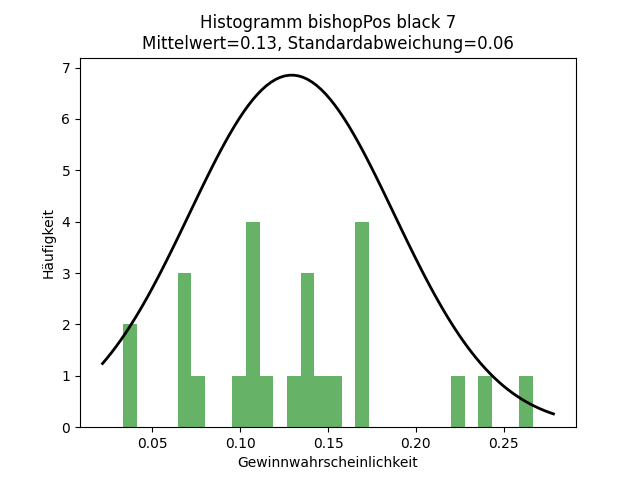 Histogramm bishopPos black 7
Mittelwert=0.13, Standardabweichung=0.06
7
6
5
4
3
2
1
0
Häufigkeit
0.05 0.10 0.15 0.20 0.25
Gewinnwahrscheinlichkeit